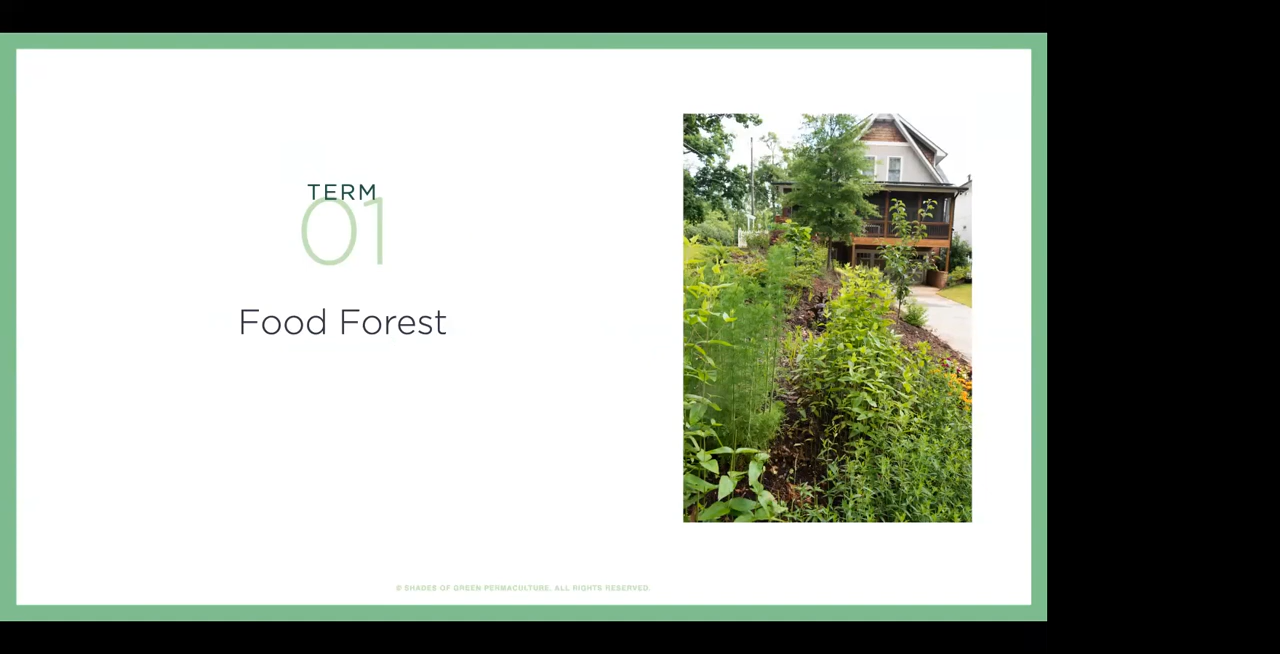 TERM
01
Food Forest
© SHADES OF GREEN PERMACULTURE. ALL RIGHTS RESERVED.